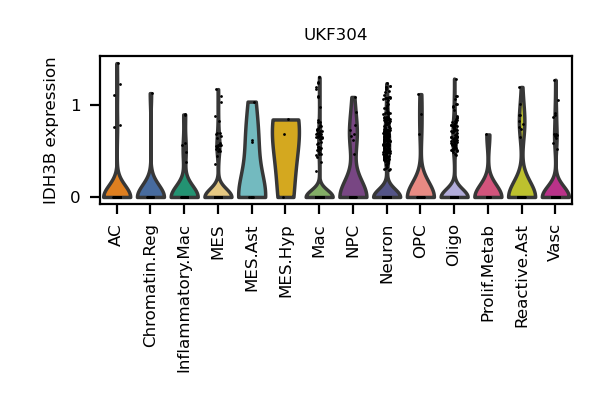 UKF304
IDH3B expression
1
0
AC
Chromatin.Reg
Inflammatory.Mac
MES
MES.Ast
MES.Hyp
Mac
NPC
Neuron
OPC
Oligo
Prolif.Metab
Reactive.Ast
Vasc